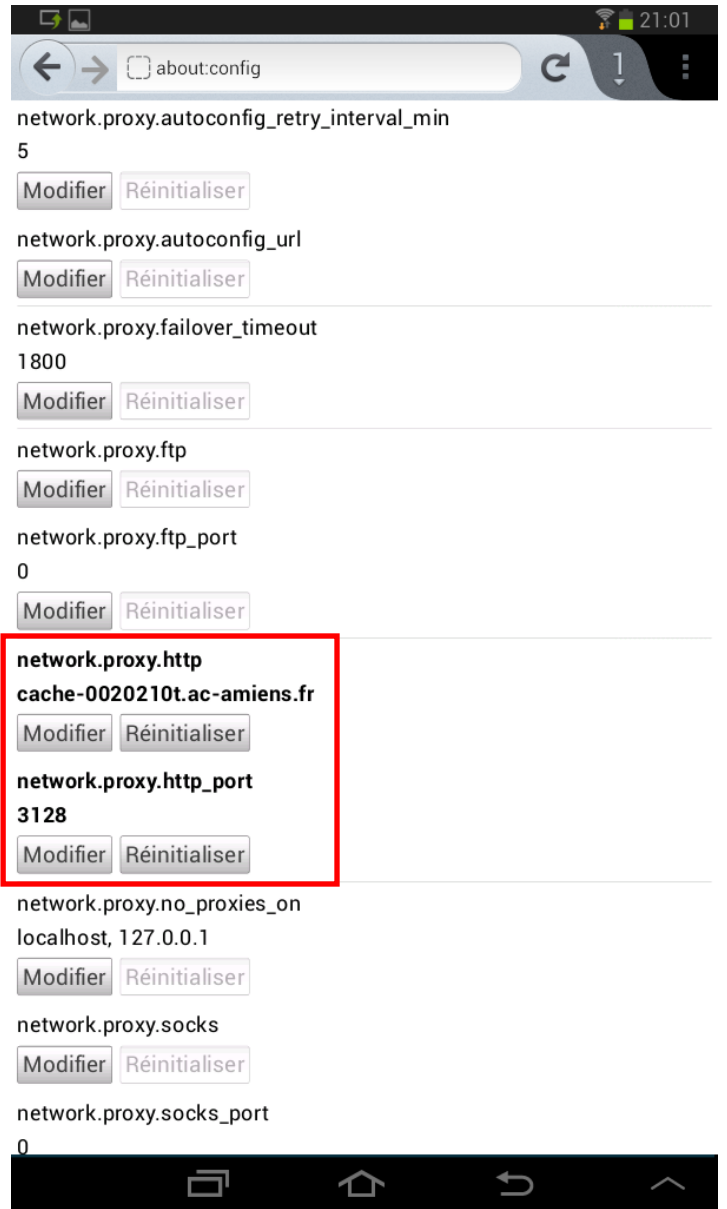 21:01
about:config
1
network.proxy.autoconfig_retry_interval_min
5
Modifier Réinitialiser
network.proxy.autoconfig_url
Modifier Réinitialiser
network.proxy.failover_timeout
1800
Modifier Réinitialiser
network.proxy.ftp
Modifier Réinitialiser
network.proxy.ftp_port
0
Modifier Réinitialiser
network.proxy.http
cache-0020210t.ac-amiens.fr
Modifier Réinitialiser
network.proxy.http_port
3128
Modifier Réinitialiser
network.proxy.no_proxies_on
localhost, 127.0.0.1
Modifier Réinitialiser
network.proxy.socks
Modifier Réinitialiser
network.proxy.socks_port
0